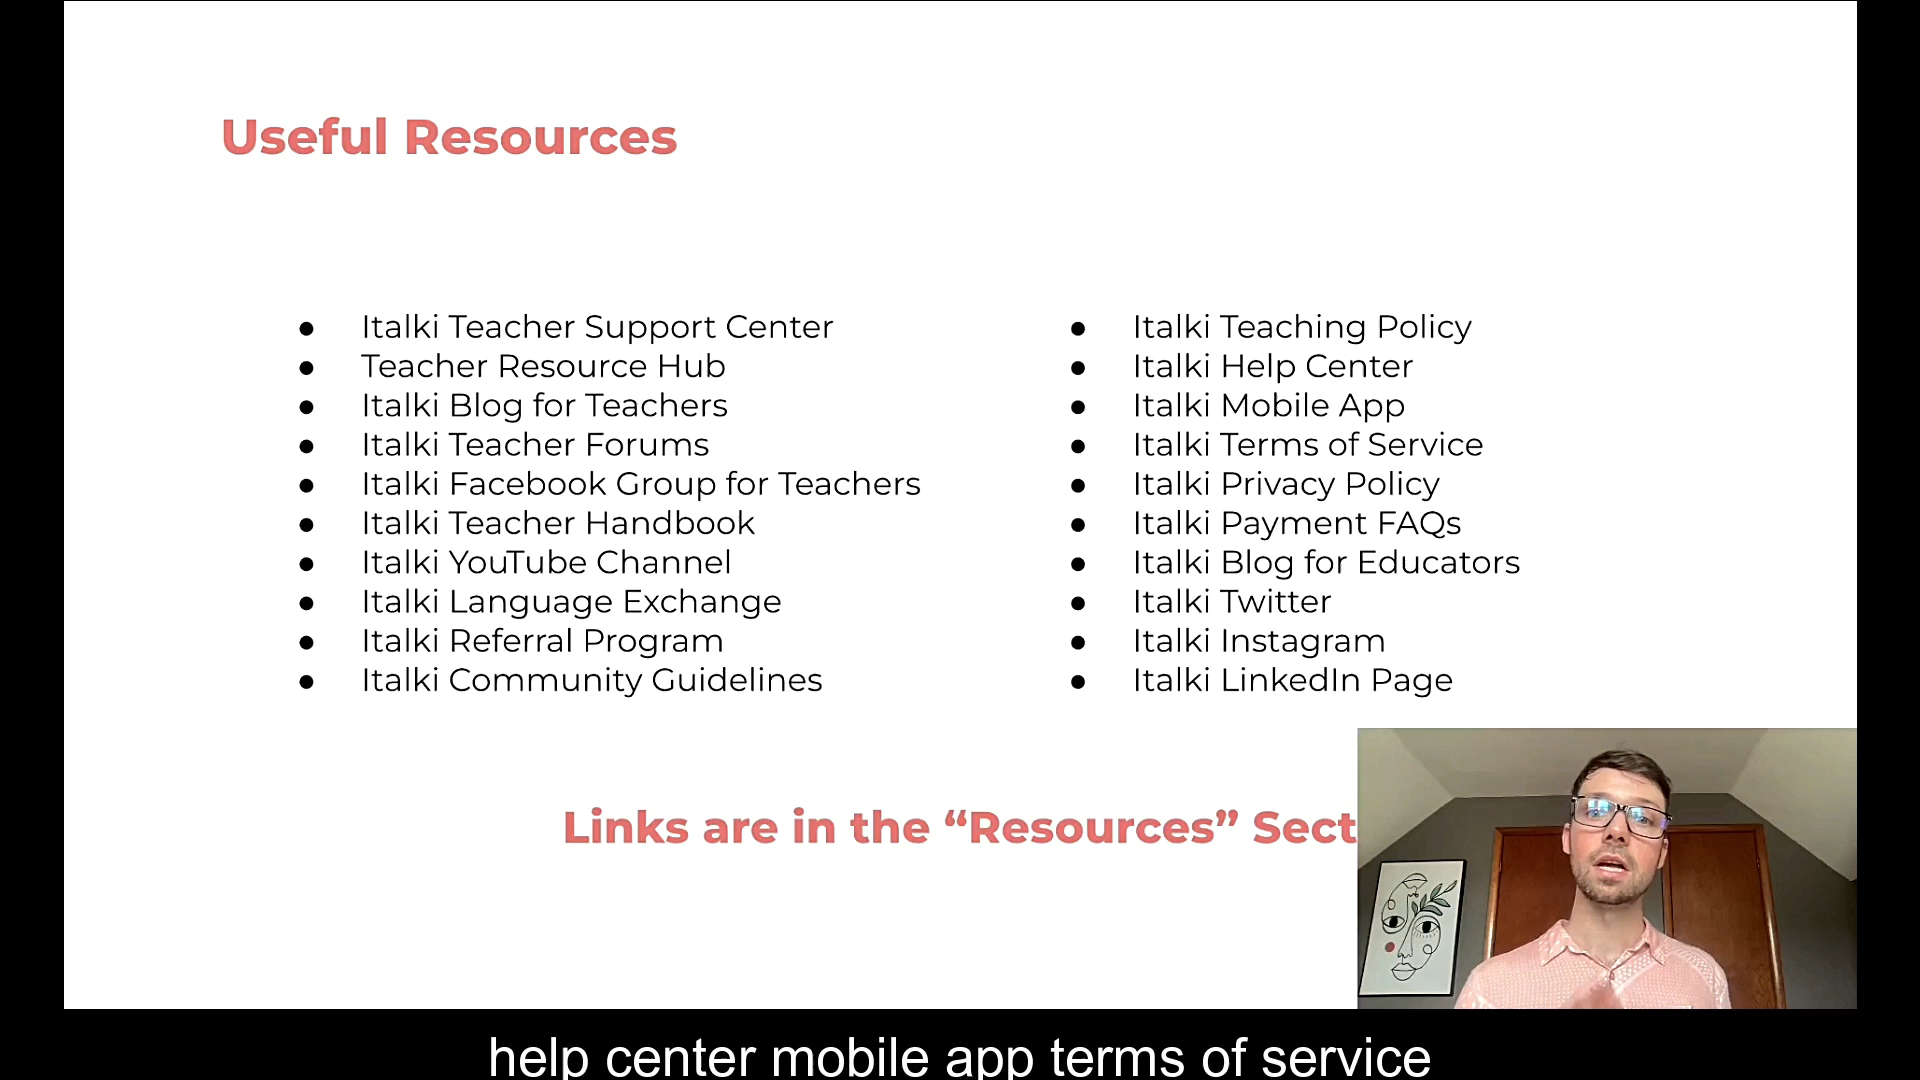 Useful Resources
● Italki Teacher Support Center
● Teacher Resource Hub
● Italki Blog for Teachers
● Italki Teacher Forums
● Italki Facebook Group for Teachers
● Italki Teacher Handbook
● Italki YouTube Channel
● Italki Language Exchange
● Italki Referral Program
● Italki Community Guidelines
● Italki Teaching Policy
● Italki Help Center
● Italki Mobile App
● Italki Terms of Service
● Italki Privacy Policy
● Italki Payment FAQs
● Italki Blog for Educators
● Italki Twitter
● Italki Instagram
● Italki LinkedIn Page
Links are in the “Resources” Sect
help center mobile app terms of service